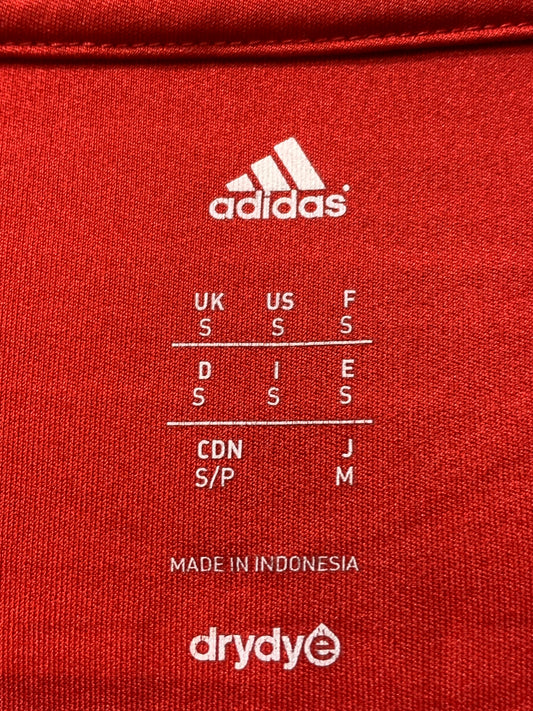 adidas
UK US F
S S S
D I E
S S S
CDN J
S/P M
MADE IN INDONESIA
drydye